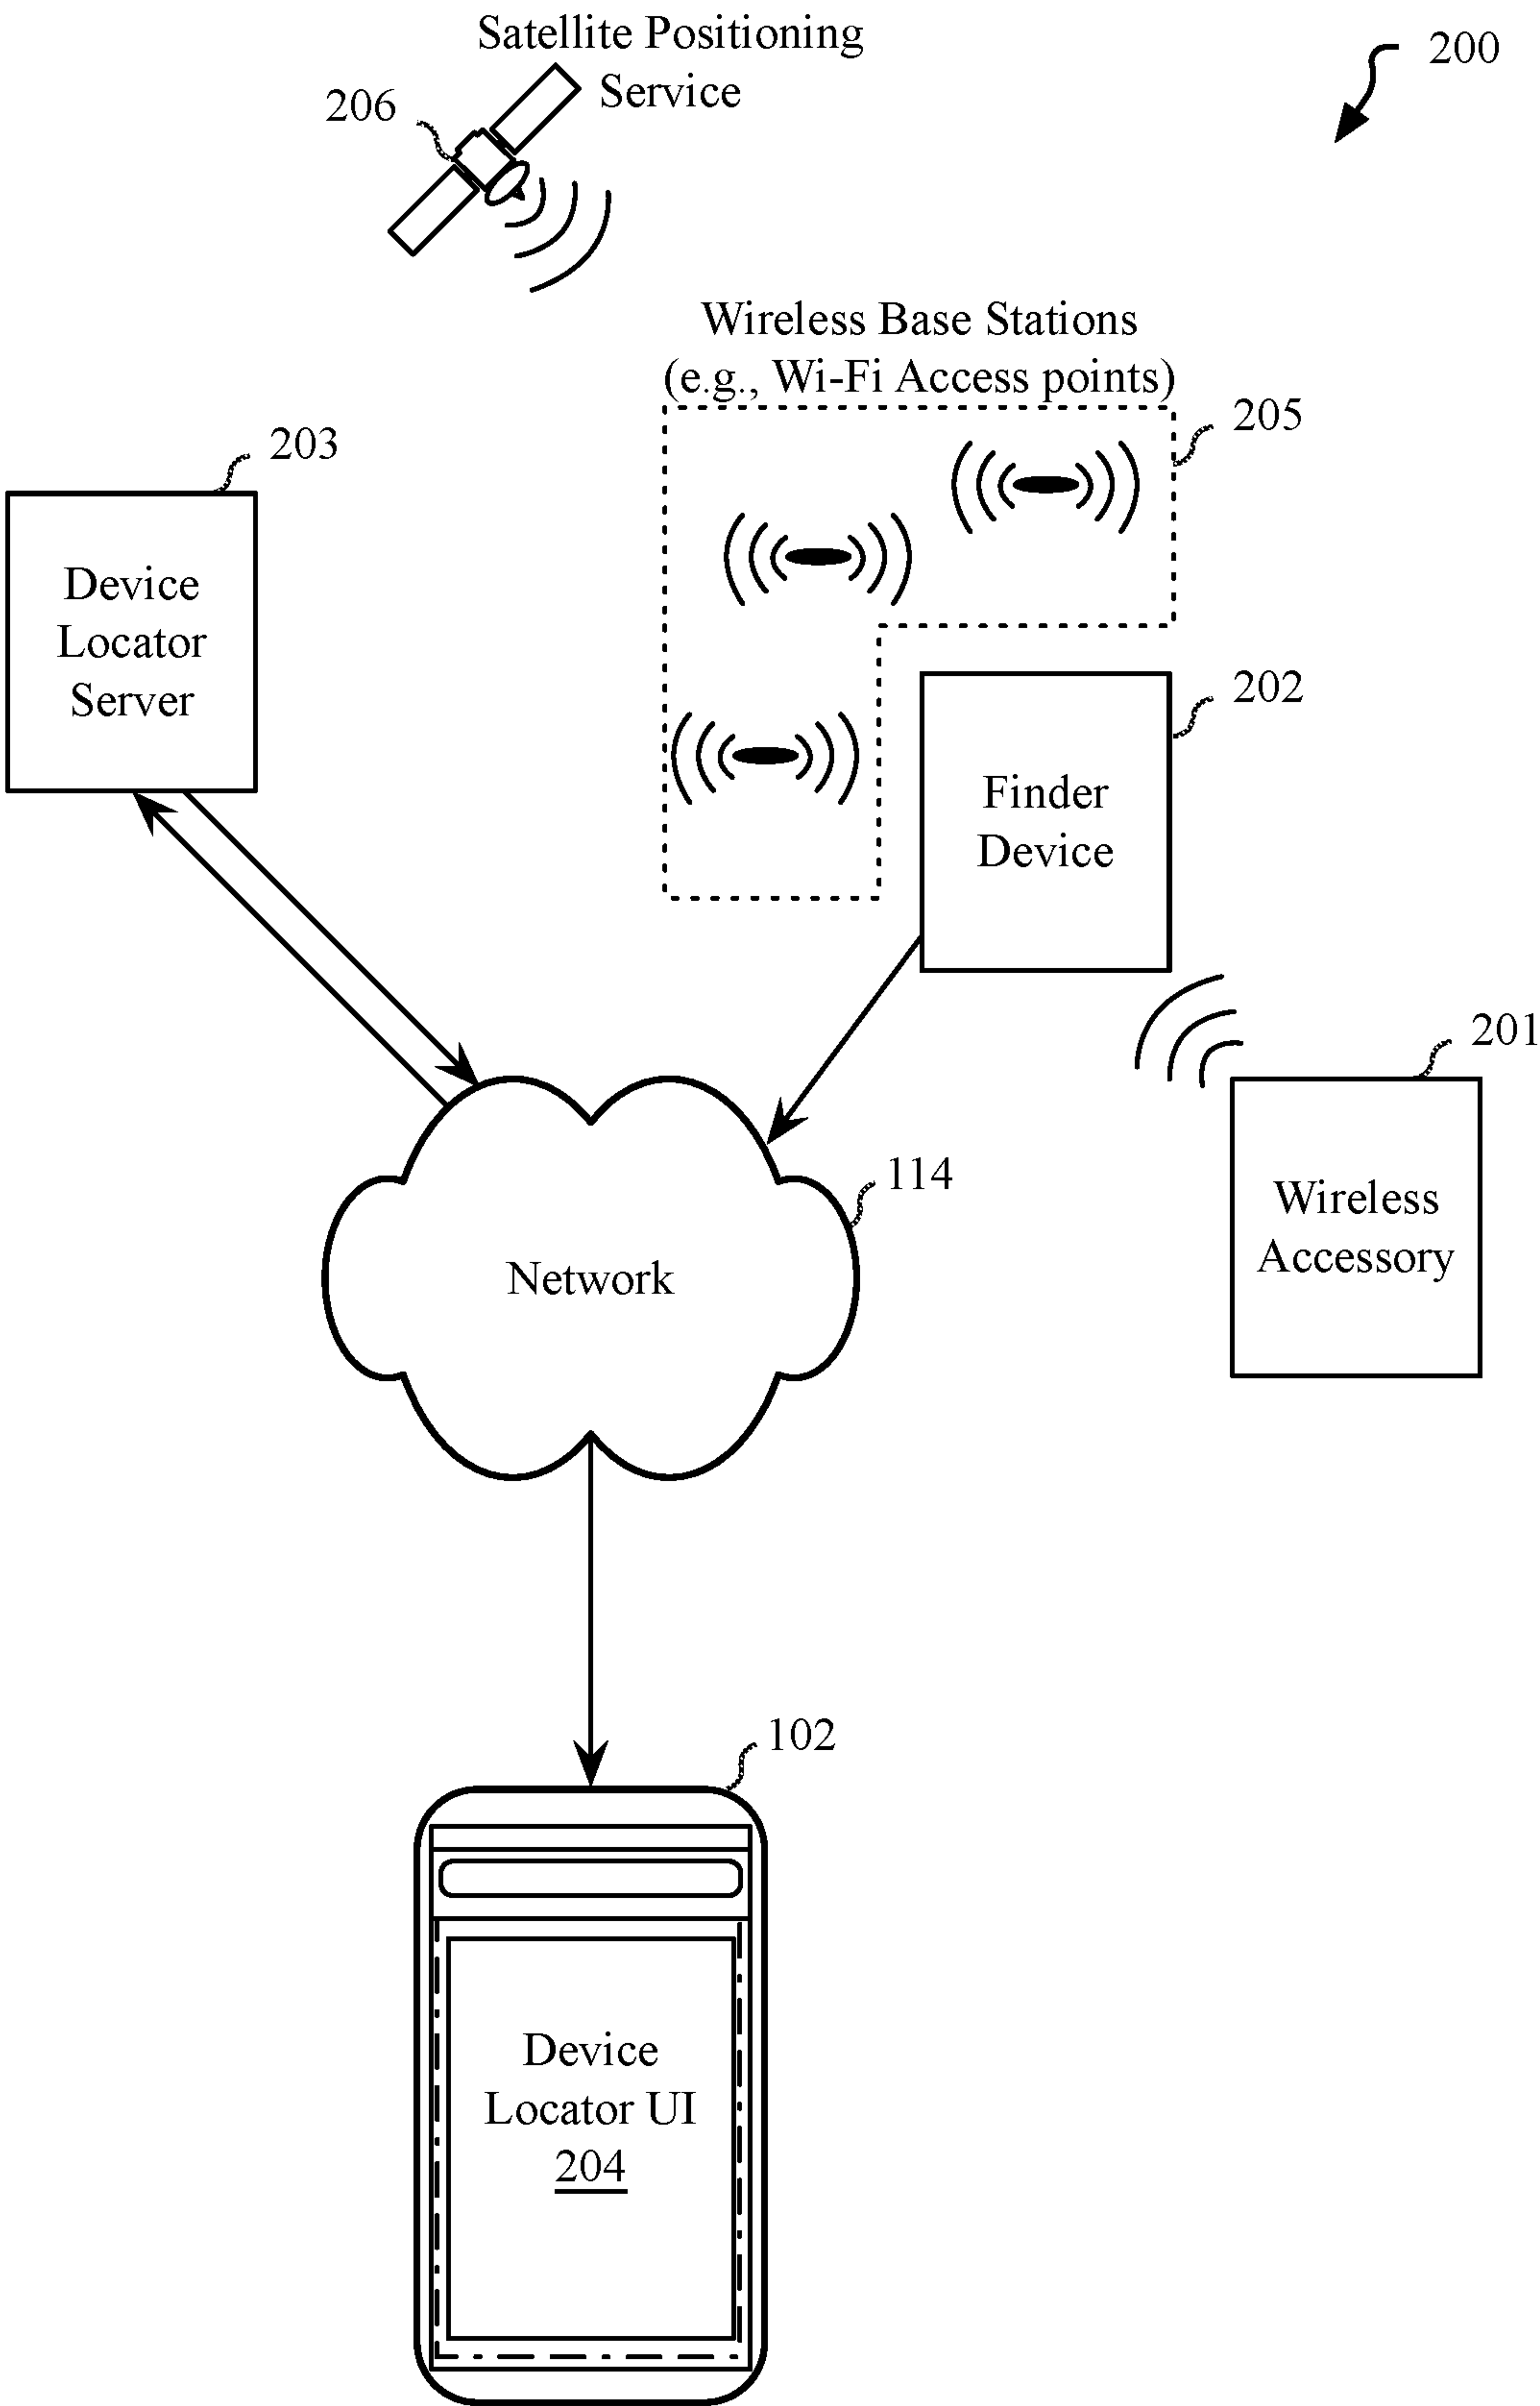 Satellite Positioning
Service
200
206
Wireless Base Stations
(e.g., Wi-Fi Access points)
205
203
Device
Locator
Server
202
Finder
Device
201
Wireless
Accessory
114
Network
102
Device
Locator UI
204